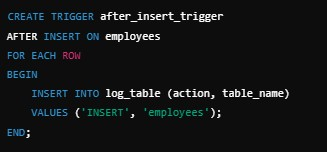 CREATE TRIGGER after_insert_trigger
AFTER INSERT ON employees
FOR EACH ROW
BEGIN
    INSERT INTO log_table (action, table_name)
    VALUES ('INSERT', 'employees');
END;